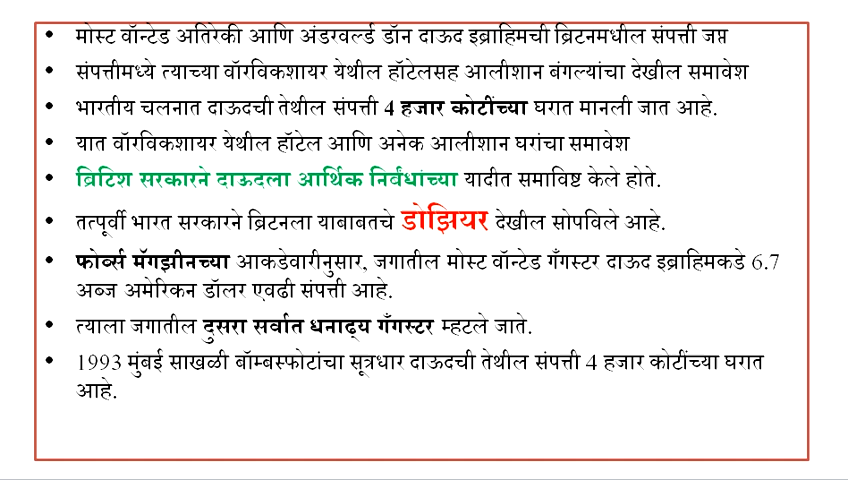 • मोस्ट वॉन्टेड अतिरेकी आणि अंडरवर्ल्ड डॉन दाऊद इब्राहिमची ब्रिटनमधील संपत्ती जप्त
• संपत्तीमध्ये त्याच्या वॉरविकशायर येथील हॉटेलसह आलीशान बंगल्यांचा देखील समावेश
• भारतीय चलनात दाऊदची तेथील संपत्ती 4 हजार कोटींच्या घरात मानली जात आहे.
• यात वॉरविकशायर येथील हॉटेल आणि अनेक आलीशान घरांचा समावेश
• ब्रिटिश सरकारने दाऊदला आर्थिक निर्बंधांच्या यादीत समाविष्ट केले होते.
• तत्पूर्वी भारत सरकारने ब्रिटनला याबाबतचे डोझियर देखील सोपविले आहे.
• फोर्ब्स मॅगझीनच्या आकडेवारीनुसार, जगातील मोस्ट वॉन्टेड गँगस्टर दाऊद इब्राहिमकडे 6.7
अब्ज अमेरिकन डॉलर एवढी संपत्ती आहे.
• त्याला जगातील दुसरा सर्वात धनाढ्य गँगस्टर म्हटले जाते.
• 1993 मुंबई साखळी बॉम्बस्फोटांचा सूत्रधार दाऊदची तेथील संपत्ती 4 हजार कोटींच्या घरात
आहे.